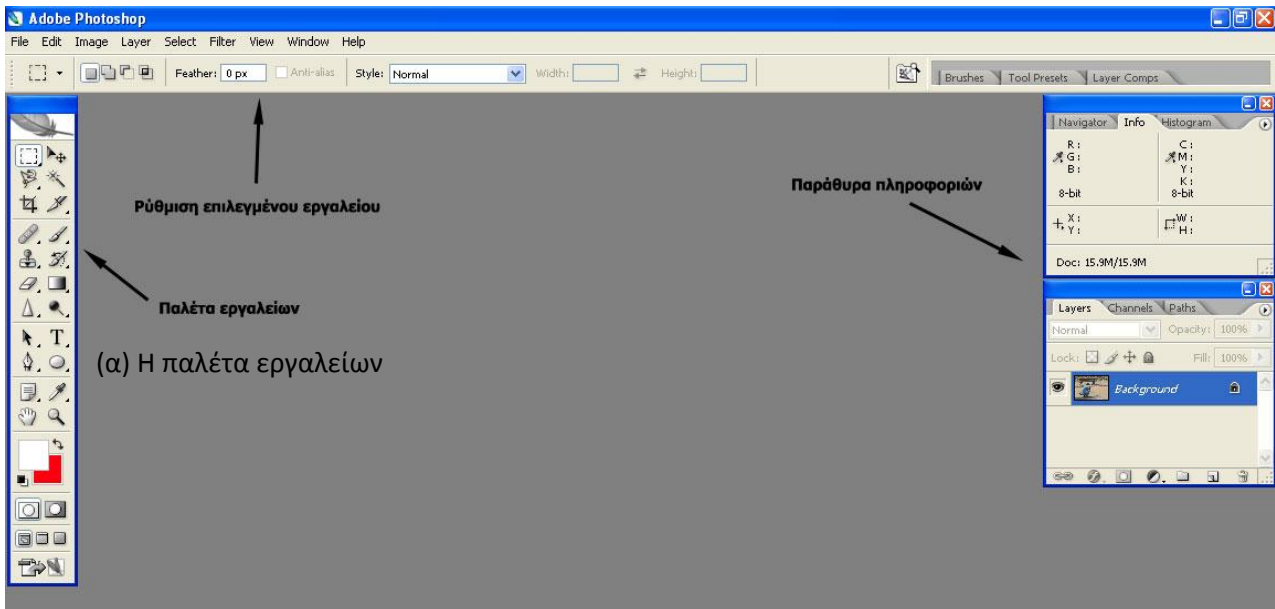 Adobe Photoshop
File Edit Image Layer Select Filter View Window Help
Feather: 0 px Anti-alias Style: Normal Width: Height:
Brushes Tool Presets Layer Comps
Navigator Info Histogram
R: C:
G: M:
B: Y:
K:
8-bit 8-bit
X: W:
Y: H:
Doc: 15.9M/15.9M
Παράθυρα πληροφοριών
Ρύθμιση επιλεγμένου εργαλείου
Παλέτα εργαλείων
(α) Η παλέτα εργαλείων
T
Layers Channels Paths
Normal Opacity: 100%
Lock: Fill: 100%
Background